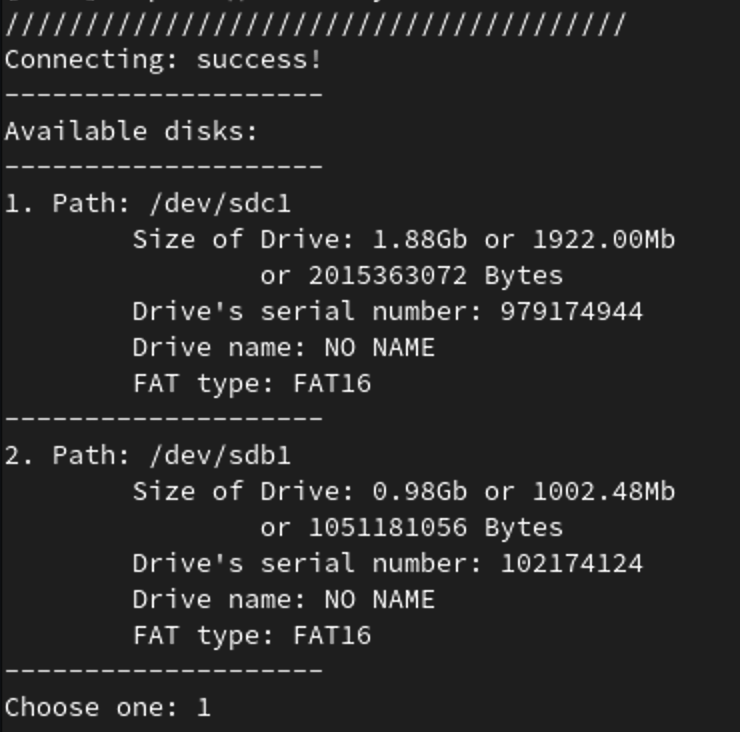 ///////////////////////////////////////
Connecting: success!
--------------------
Available disks:
--------------------
1. Path: /dev/sdc1
Size of Drive: 1.88Gb or 1922.00Mb
or 2015363072 Bytes
Drive's serial number: 979174944
Drive name: NO NAME
FAT type: FAT16
--------------------
2. Path: /dev/sdb1
Size of Drive: 0.98Gb or 1002.48Mb
or 1051181056 Bytes
Drive's serial number: 102174124
Drive name: NO NAME
FAT type: FAT16
--------------------
Choose one: 1